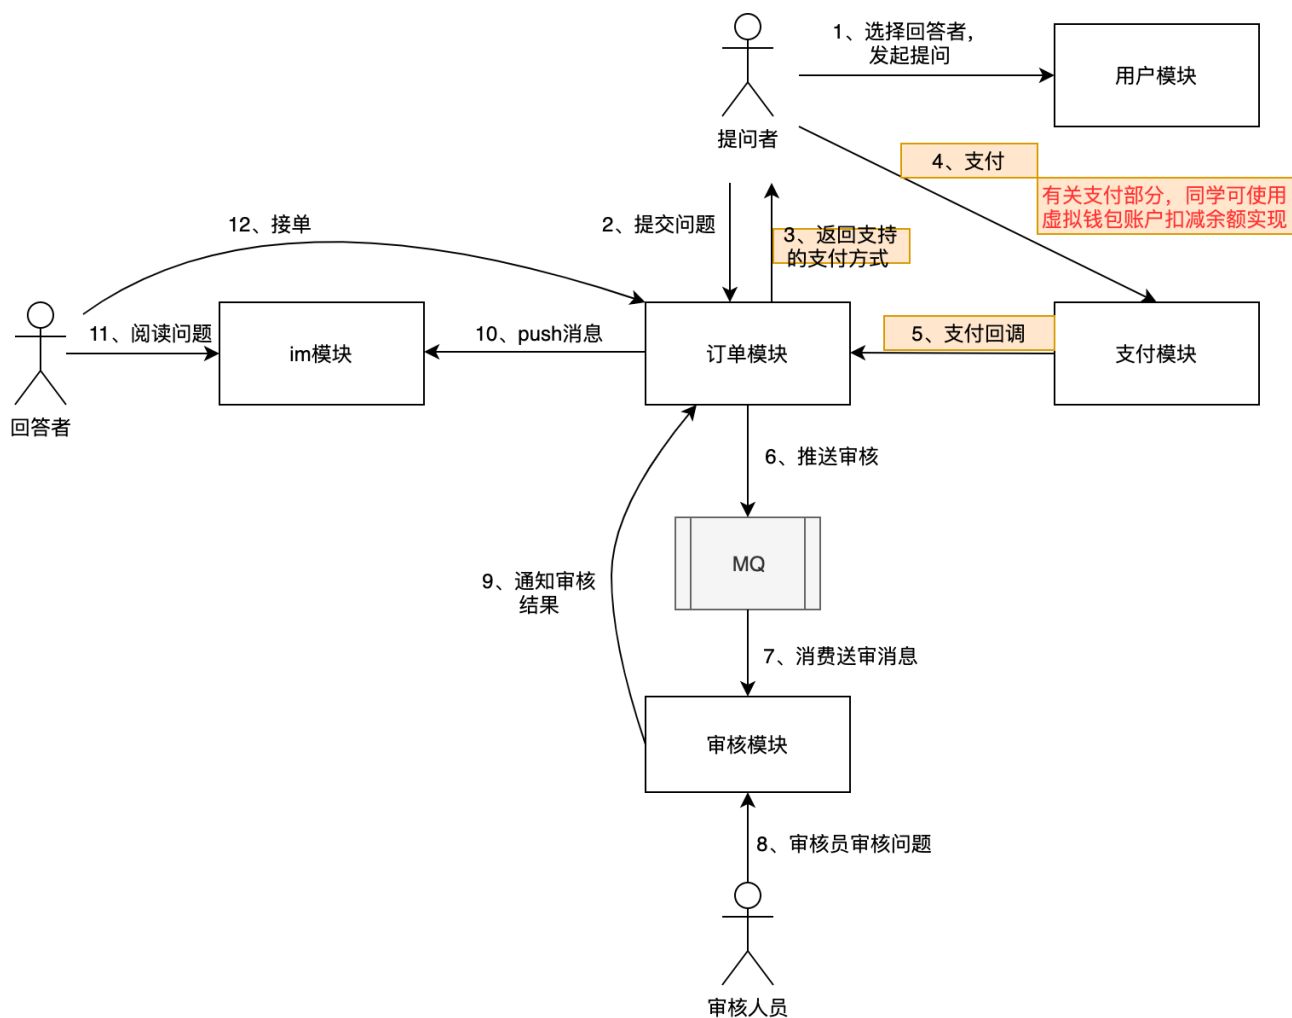 1、选择回答者，
发起提问
用户模块
提问者
4、支付
有关支付部分，同学可使用
虚拟钱包账户扣减余额实现
12、接单
2、提交问题
3、返回支持
的支付方式
11、阅读问题
im模块
10、push消息
订单模块
5、支付回调
支付模块
回答者
6、推送审核
MQ
9、通知审核
结果
7、消费送审消息
审核模块
8、审核员审核问题
审核人员